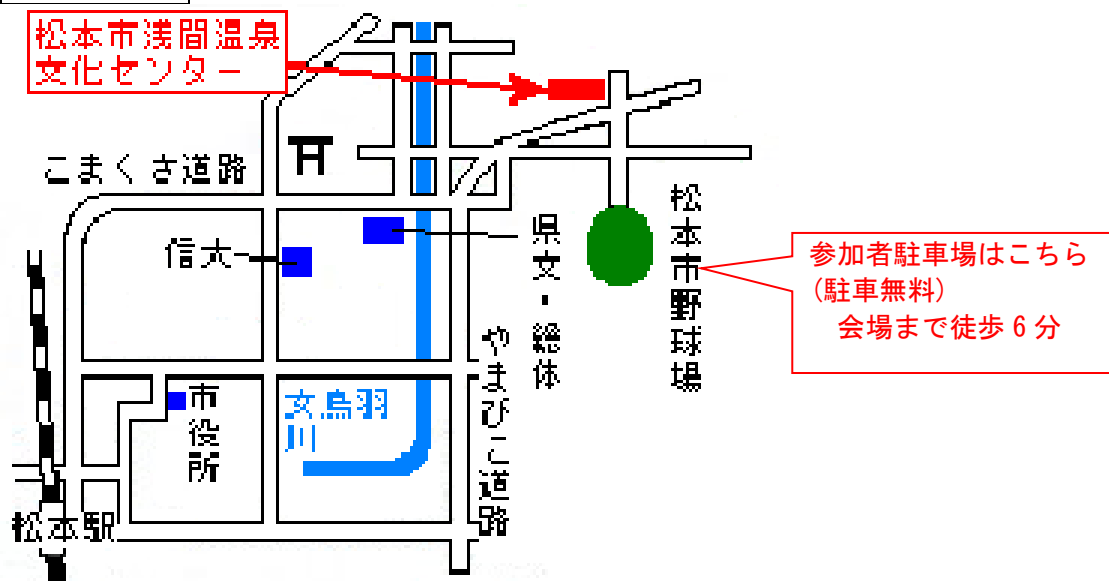 松本市浅間温泉
文化センター
こまくさ道路
信大
県文・総体
松本市野球場
参加者駐車場はこちら
(駐車無料)
会場まで徒歩6分
やまびこ道路
市役所
女鳥羽
川
松本駅